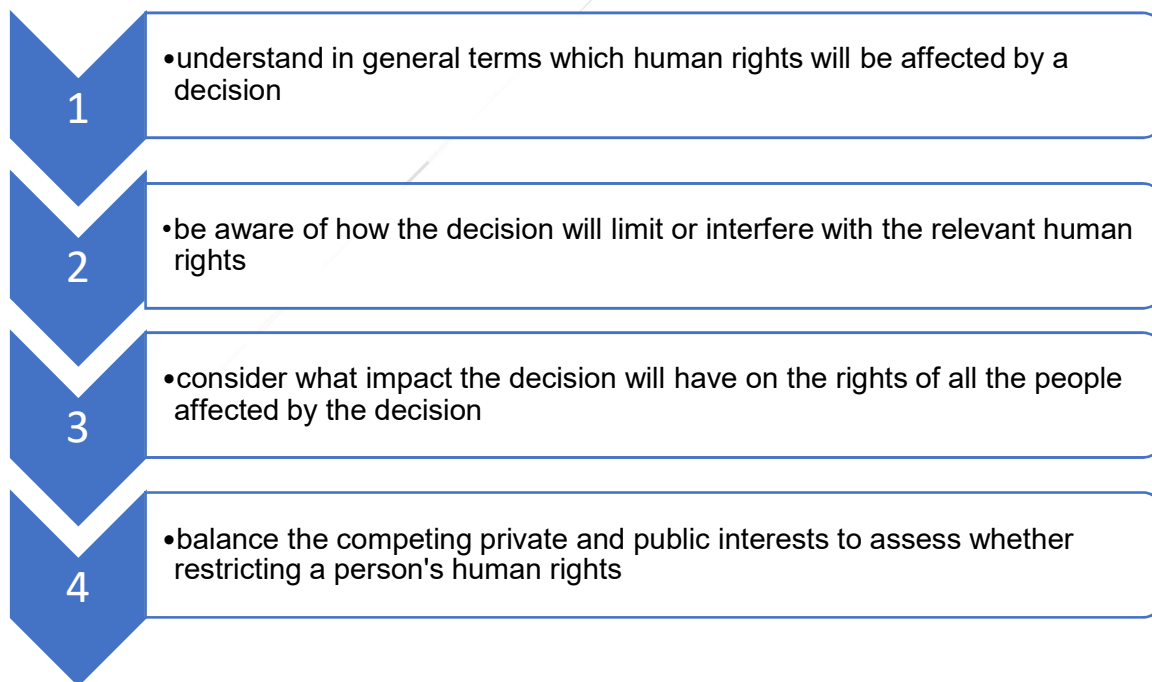 1
•understand in general terms which human rights will be affected by a
decision
2
•be aware of how the decision will limit or interfere with the relevant human
rights
3
•consider what impact the decision will have on the rights of all the people
affected by the decision
4
•balance the competing private and public interests to assess whether
restricting a person's human rights